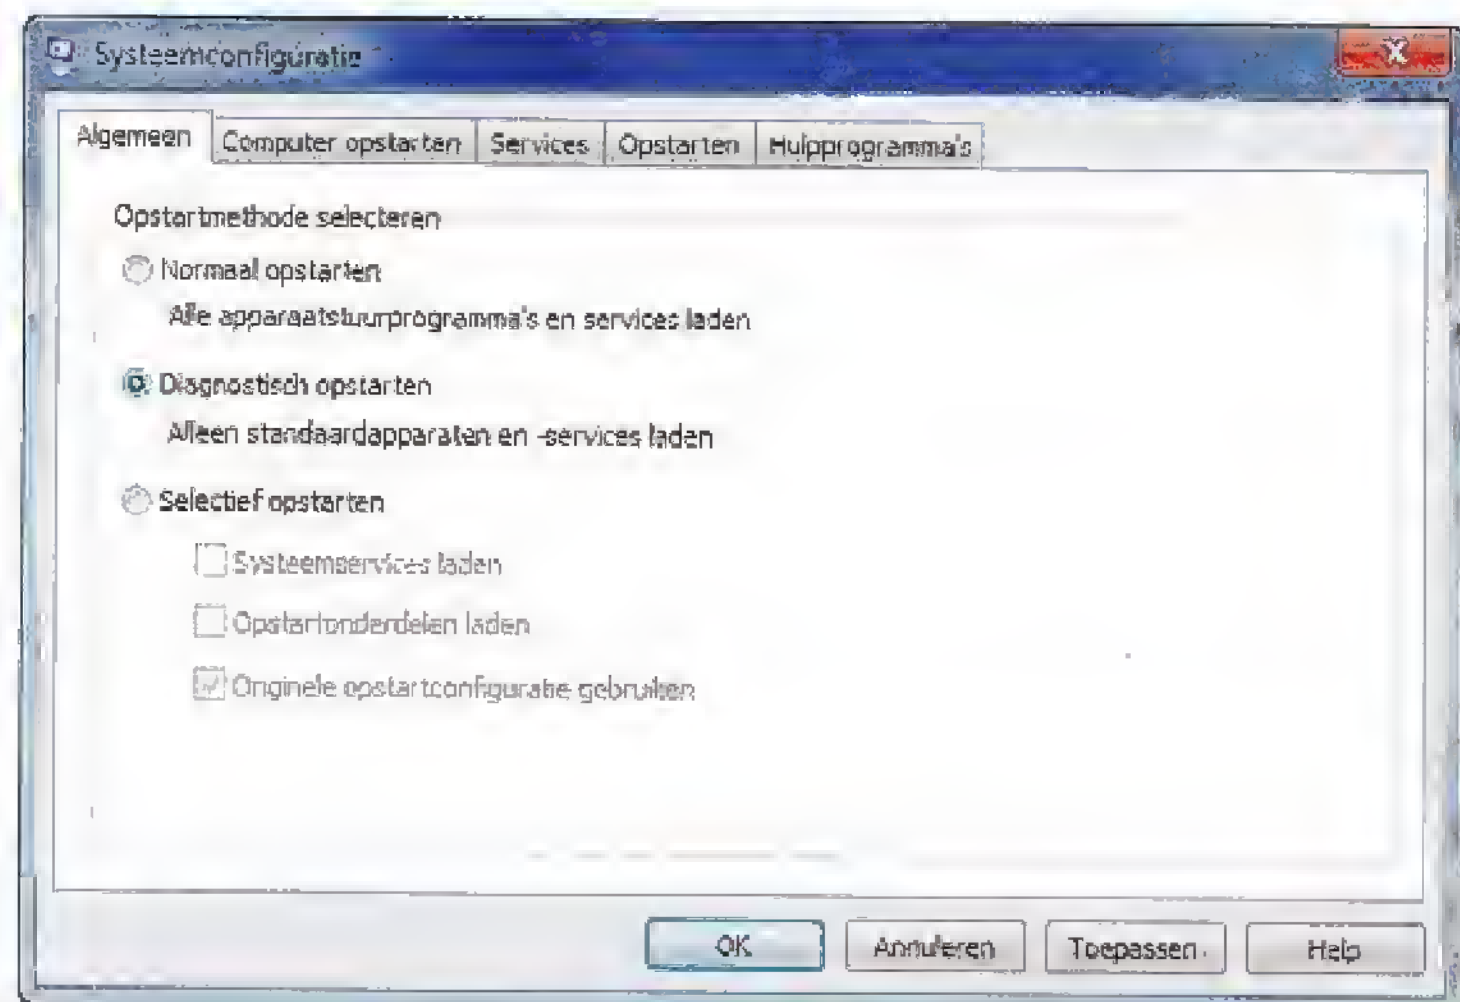 Systeemconfiguratie
Algemeen Computer opstarten Services Opstarten Hulpprogramma's
Opstartmethode selecteren
Normaal opstarten
Alle apparaatstuurprogramma's en services laden
Diagnostisch opstarten
Alleen standaardapparaten en -services laden
Selectief opstarten
Systeemservices laden
Opstartonderdelen laden
Originele opstartconfiguratie gebruiken
OK Annuleren Toepassen Help